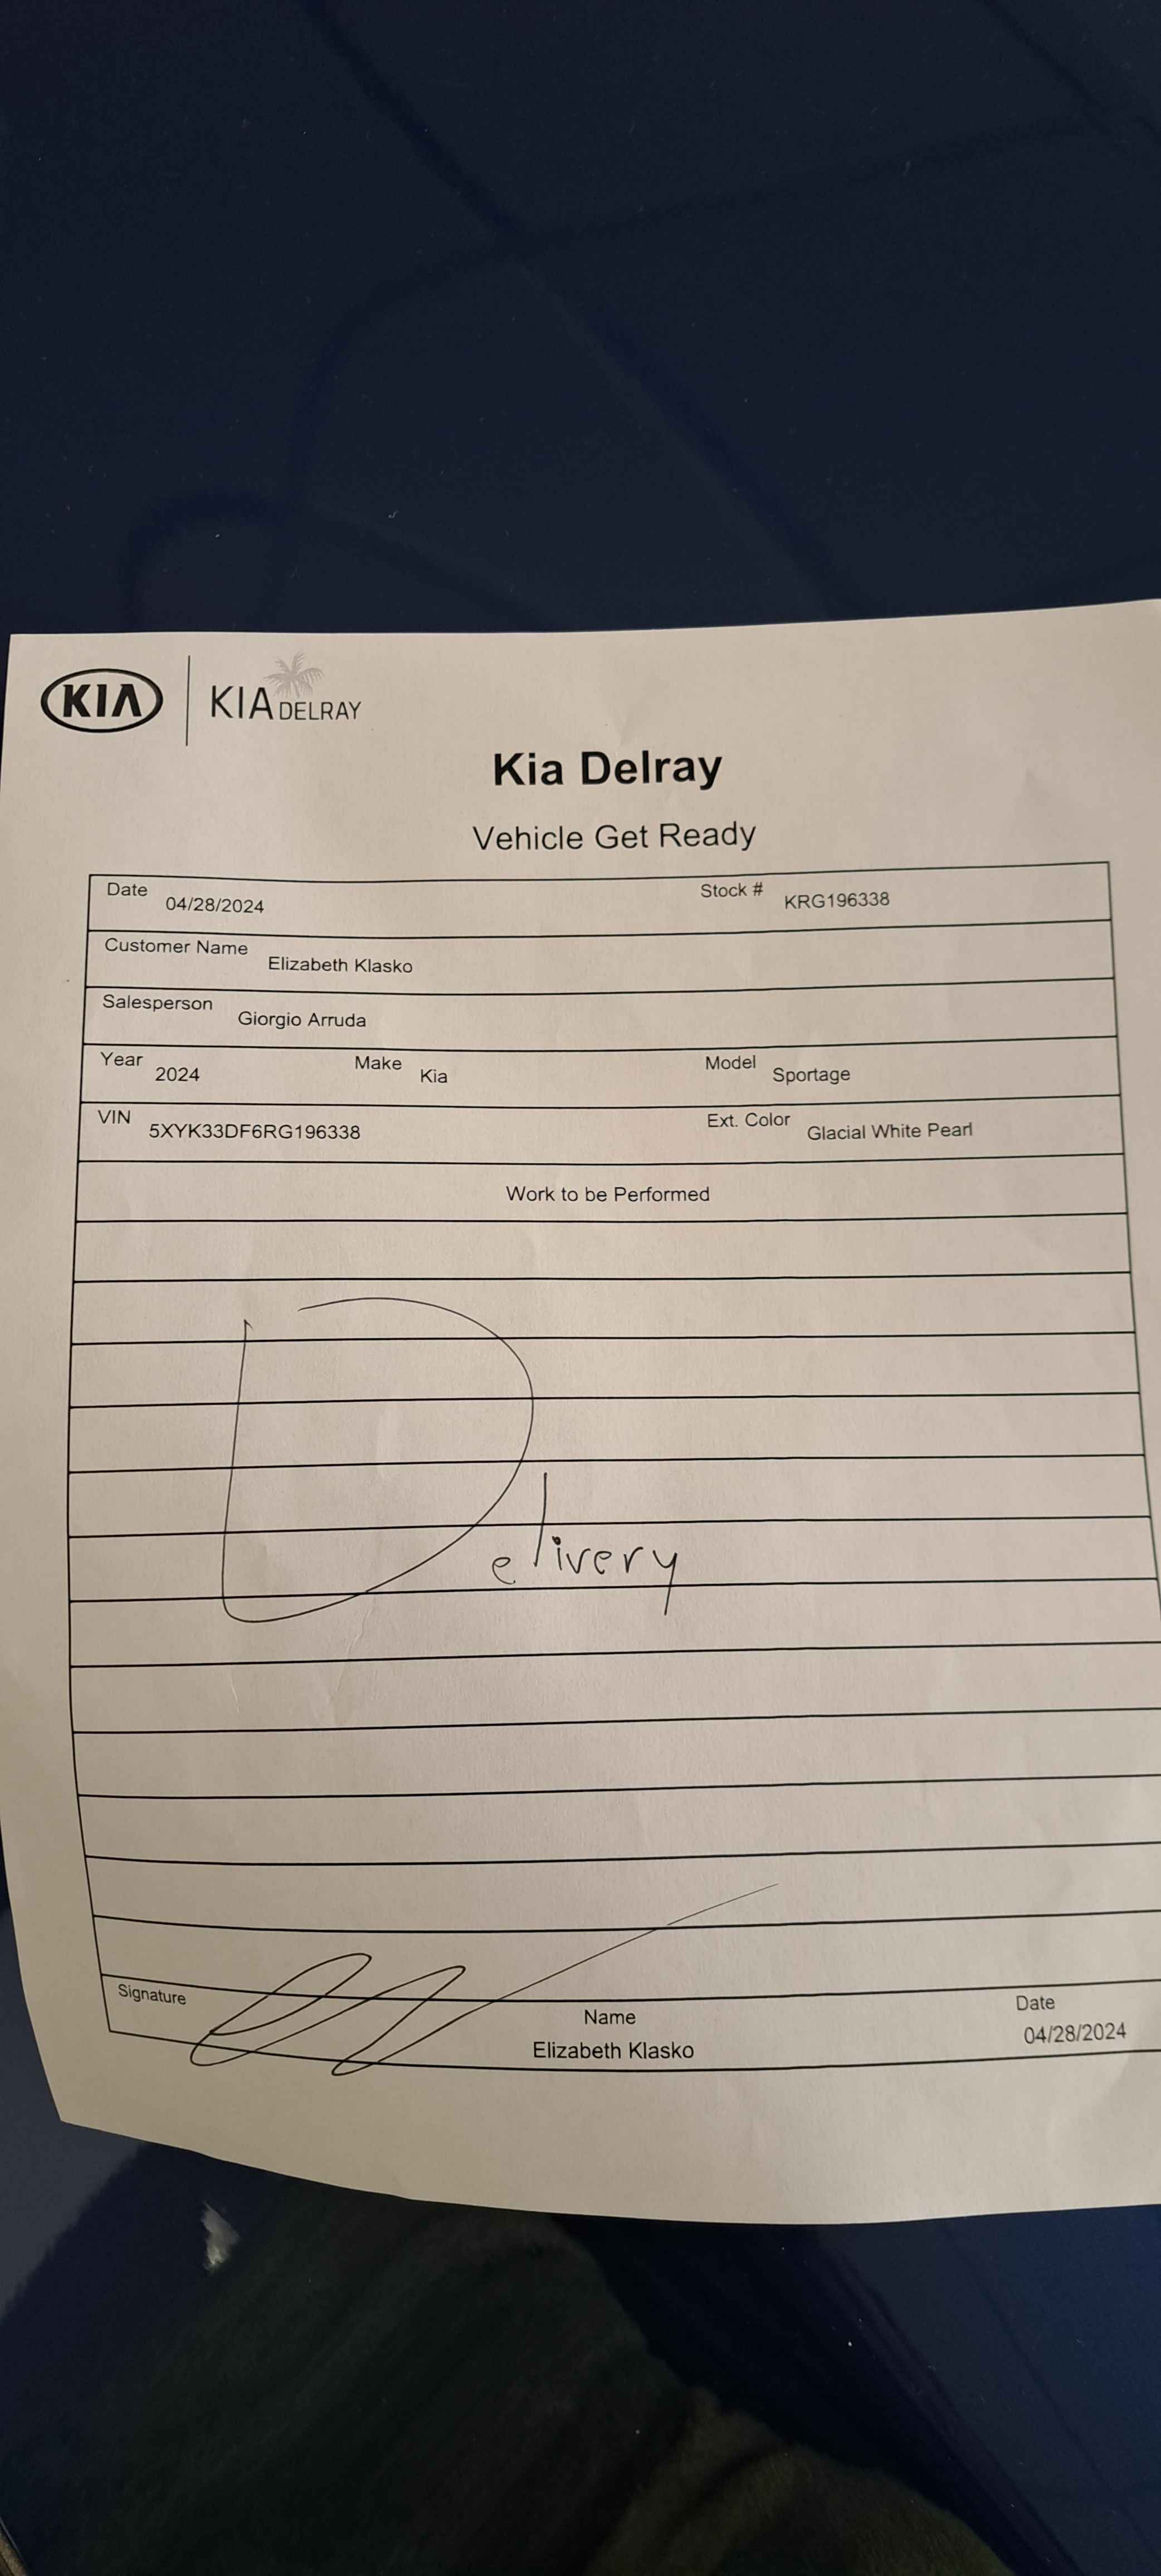 KIA KIA DELRAY
Kia Delray
Vehicle Get Ready
Date 04/28/2024 Stock # KRG196338
Customer Name Elizabeth Klasko
Salesperson Giorgio Arruda
Year 2024 Make Kia Model Sportage
VIN 5XYK33DF6RG196338 Ext. Color Glacial White Pearl
Work to be Performed
Delivery
Signature Name Date
Elizabeth Klasko 04/28/2024